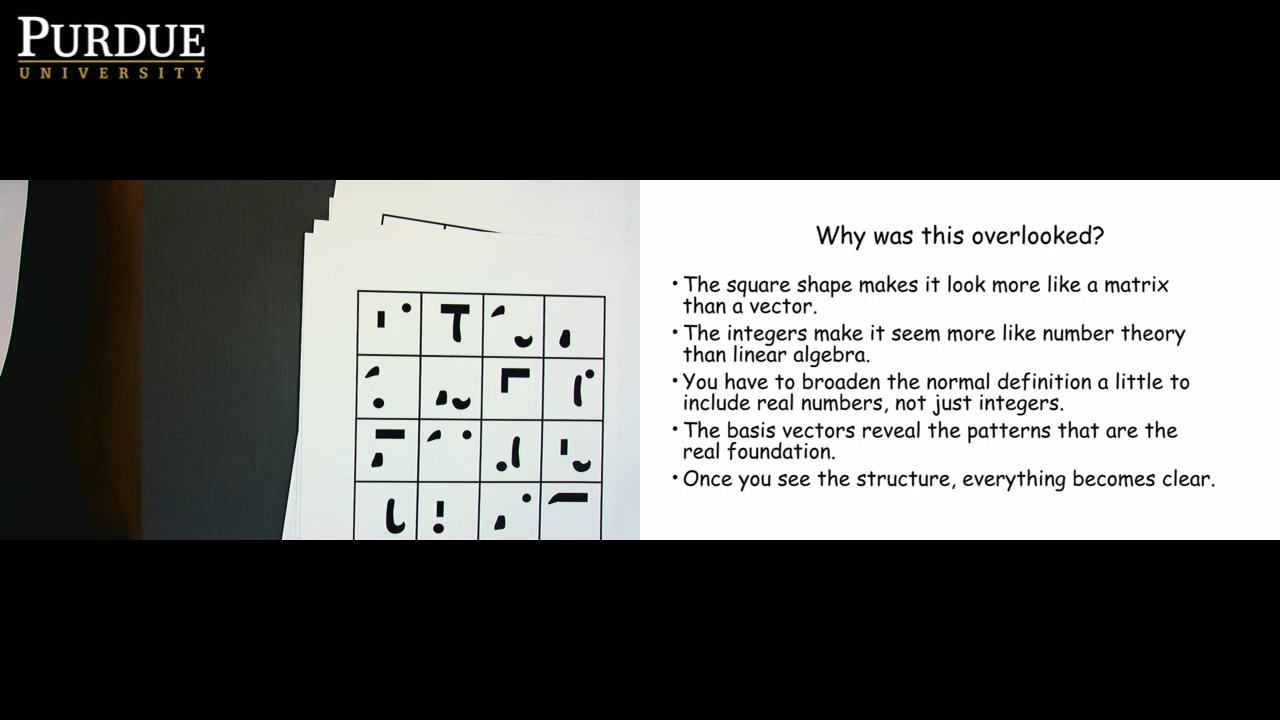 PURDUE
UNIVERSITY
Why was this overlooked?
• The square shape makes it look more like a matrix
than a vector.
• The integers make it seem more like number theory
than linear algebra.
• You have to broaden the normal definition a little to
include real numbers, not just integers.
• The basis vectors reveal the patterns that are the
real foundation.
• Once you see the structure, everything becomes clear.